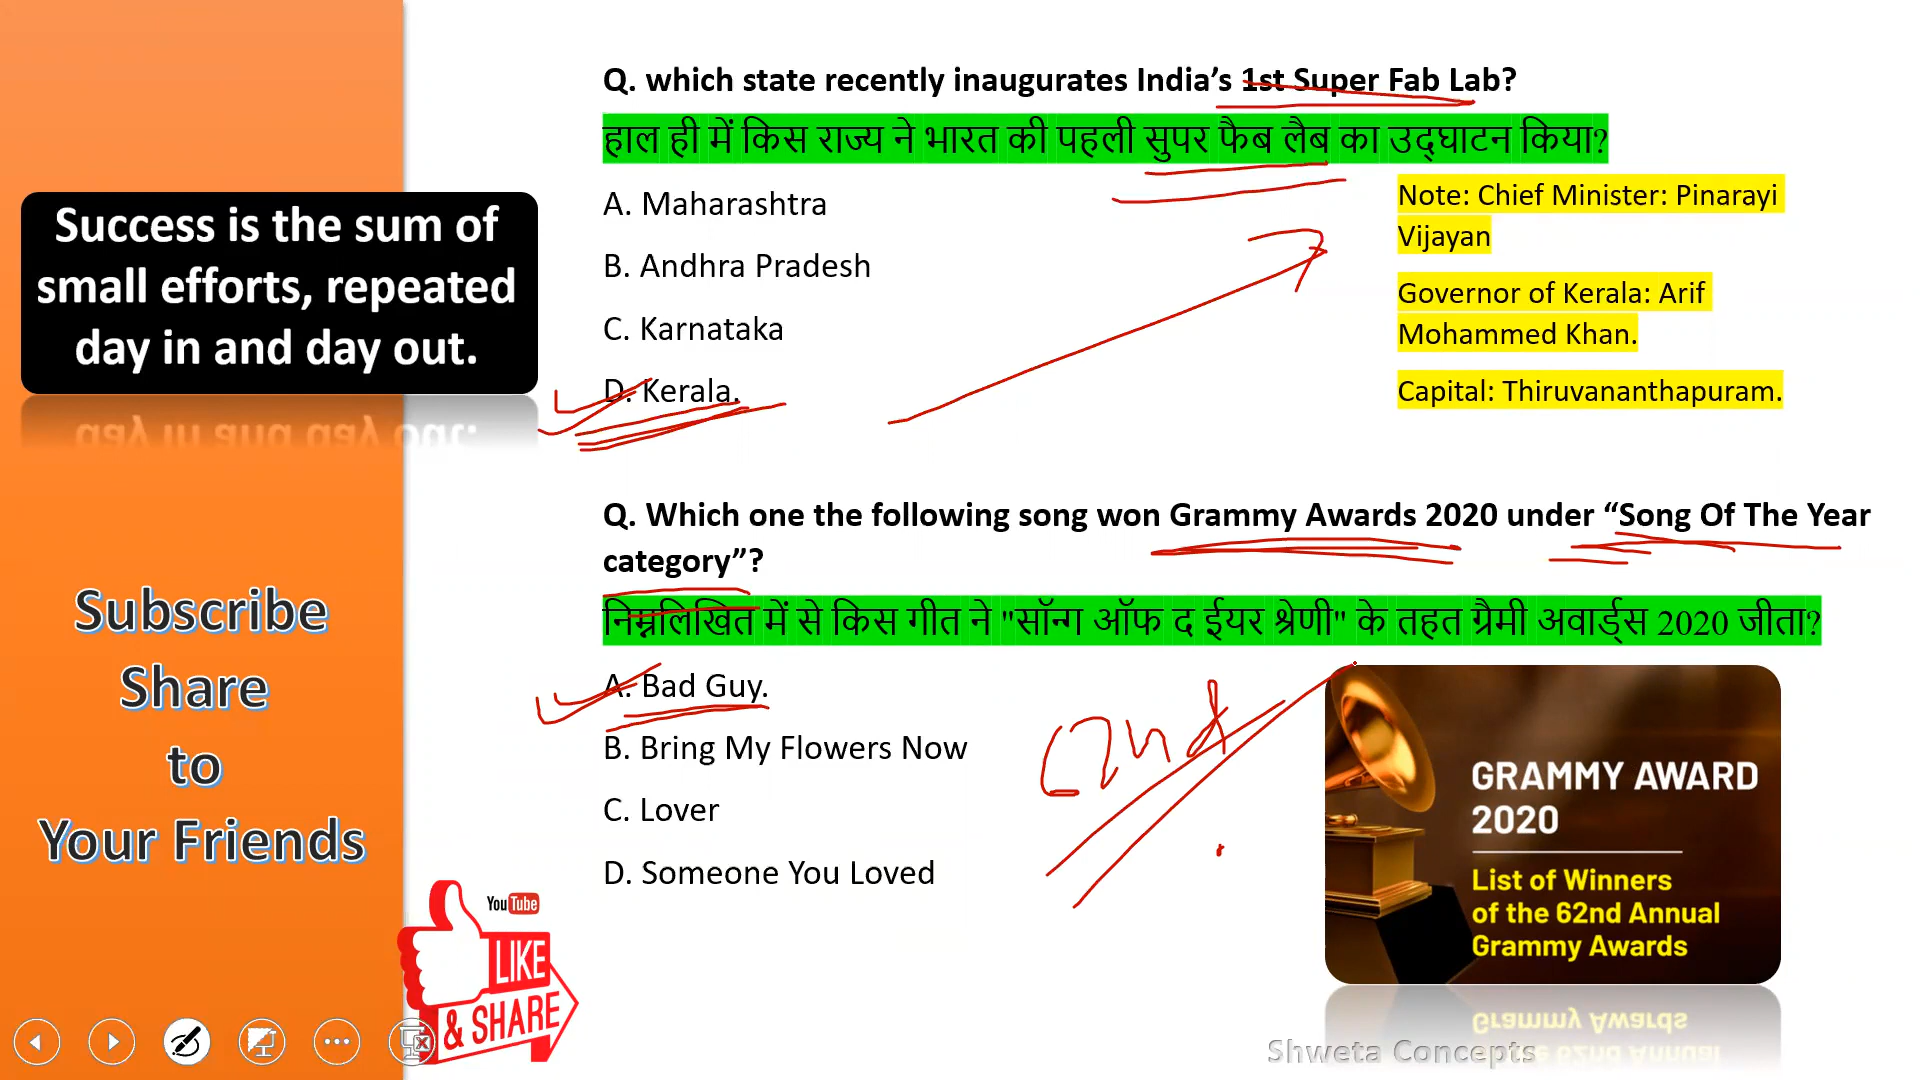 Success is the sum of
small efforts, repeated
day in and day out.
Subscribe
Share
to
Your Friends
Q. which state recently inaugurates India’s 1st Super Fab Lab?
हाल ही में किस राज्य ने भारत की पहली सुपर फैब लैब का उद्घाटन किया?
A. Maharashtra
B. Andhra Pradesh
C. Karnataka
D. Kerala.
Note: Chief Minister: Pinarayi
Vijayan
Governor of Kerala: Arif
Mohammed Khan.
Capital: Thiruvananthapuram.
Q. Which one the following song won Grammy Awards 2020 under “Song Of The Year
category”?
निम्नलिखित में से किस गीत ने "सॉन्ग ऑफ द ईयर श्रेणी" के तहत ग्रैमी अवार्ड्स 2020 जीता?
A. Bad Guy.
B. Bring My Flowers Now
C. Lover
D. Someone You Loved
GRAMMY AWARD
2020
List of Winners
of the 62nd Annual
Grammy Awards
YouTube
LIKE
& SHARE
Shweta Concepts